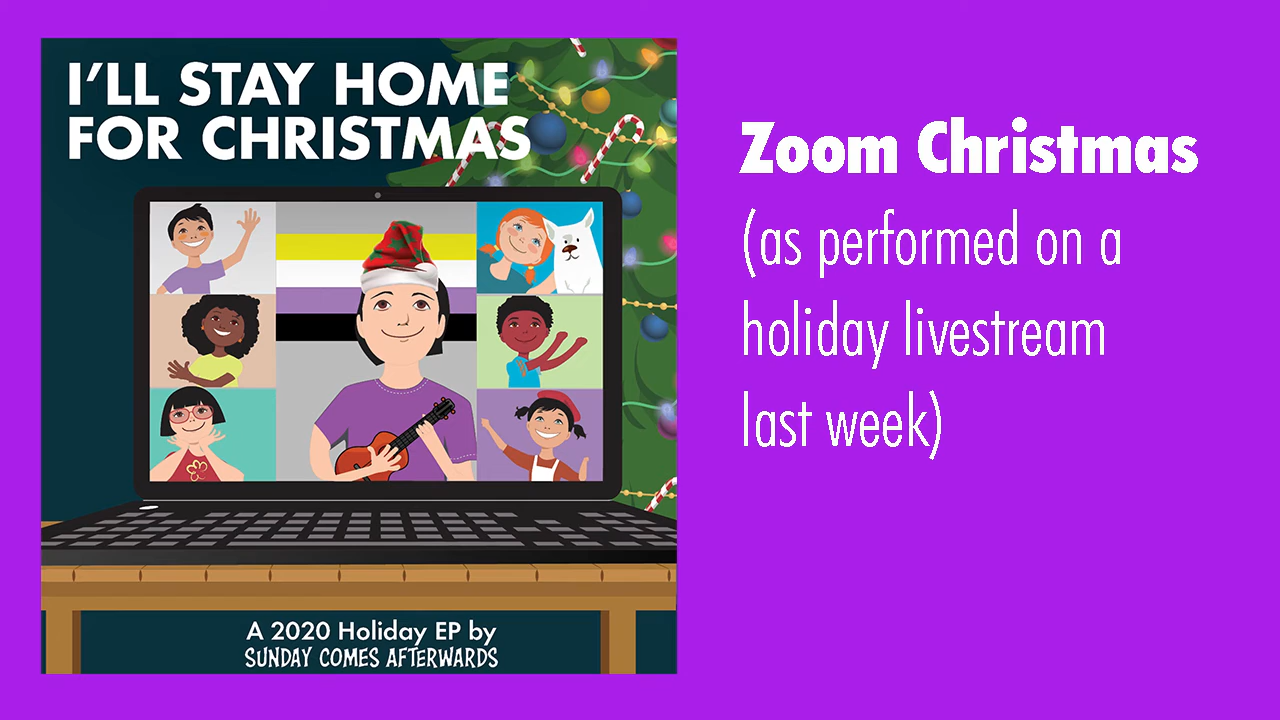 I'LL STAY HOME
FOR CHRISTMAS
A 2020 Holiday EP by
SUNDAY COMES AFTERWARDS
Zoom Christmas
(as performed on a
holiday livestream
last week)